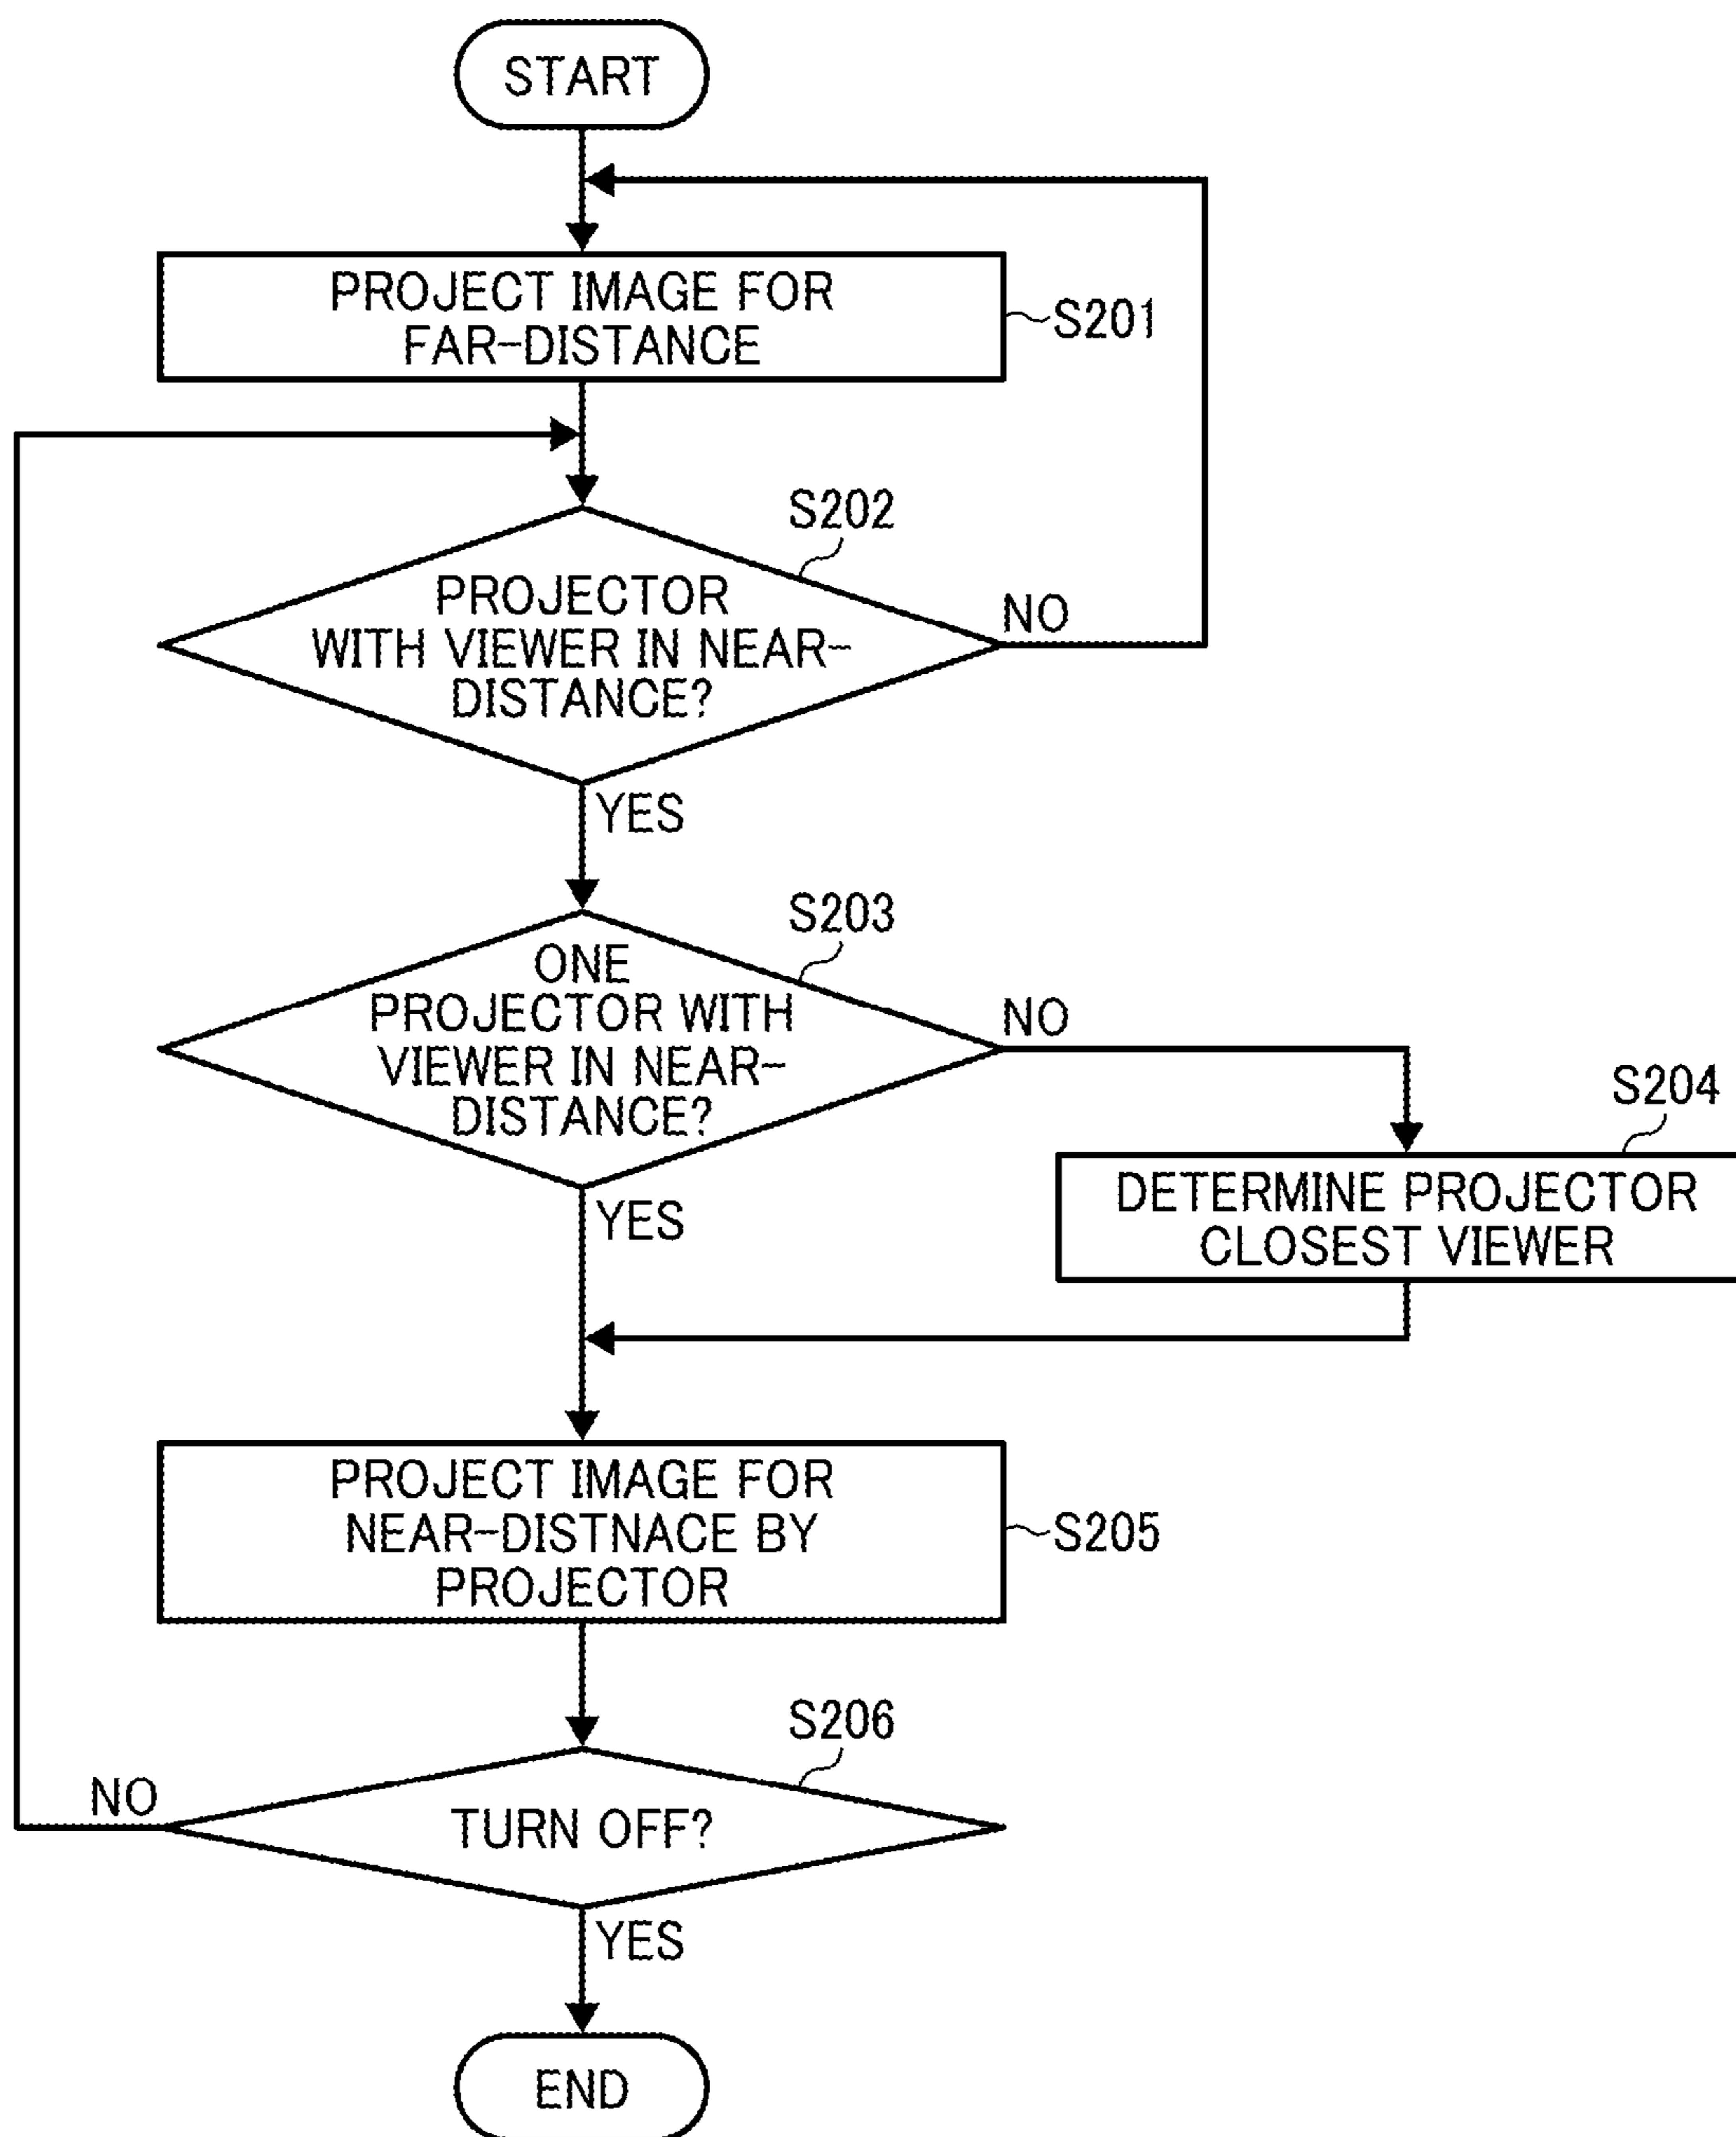 START
PROJECT IMAGE FOR
FAR-DISTANCE
S201
S202
PROJECTOR
WITH VIEWER IN NEAR-
DISTANCE?
NO
YES
S203
ONE
PROJECTOR WITH
VIEWER IN NEAR-
DISTANCE?
NO
YES
S204
DETERMINE PROJECTOR
CLOSEST VIEWER
PROJECT IMAGE FOR
NEAR-DISTNACE BY
PROJECTOR
S205
S206
TURN OFF?
NO
YES
END